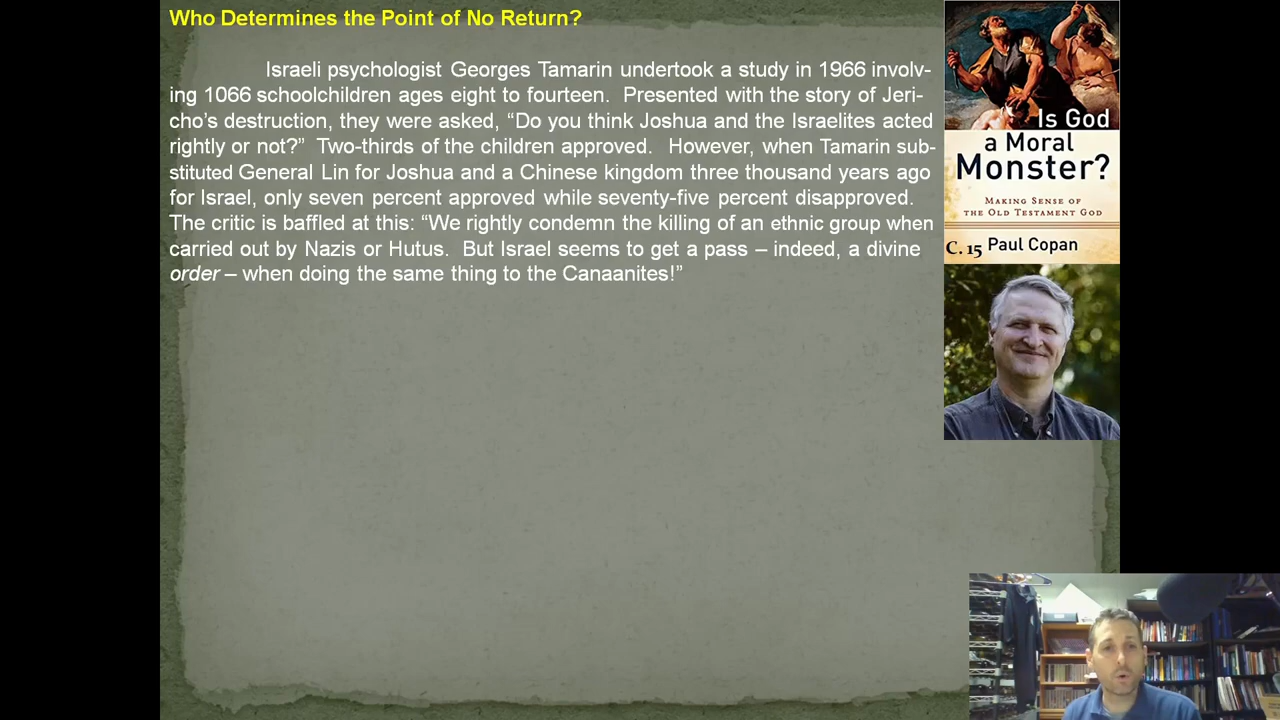 Who Determines the Point of No Return?
Israeli psychologist Georges Tamarin undertook a study in 1966 involv-
ing 1066 schoolchildren ages eight to fourteen.  Presented with the story of Jeri-
cho's destruction, they were asked, “Do you think Joshua and the Israelites acted
rightly or not?”  Two-thirds of the children approved.  However, when Tamarin sub-
stituted General Lin for Joshua and a Chinese kingdom three thousand years ago
for Israel, only seven percent approved while seventy-five percent disapproved.
The critic is baffled at this: “We rightly condemn the killing of an ethnic group when
carried out by Nazis or Hutus.  But Israel seems to get a pass – indeed, a divine
order – when doing the same thing to the Canaanites!”
Is God
a Moral
Monster?
MAKING SENSE OF
THE OLD TESTAMENT GOD
C. 15 Paul Copan